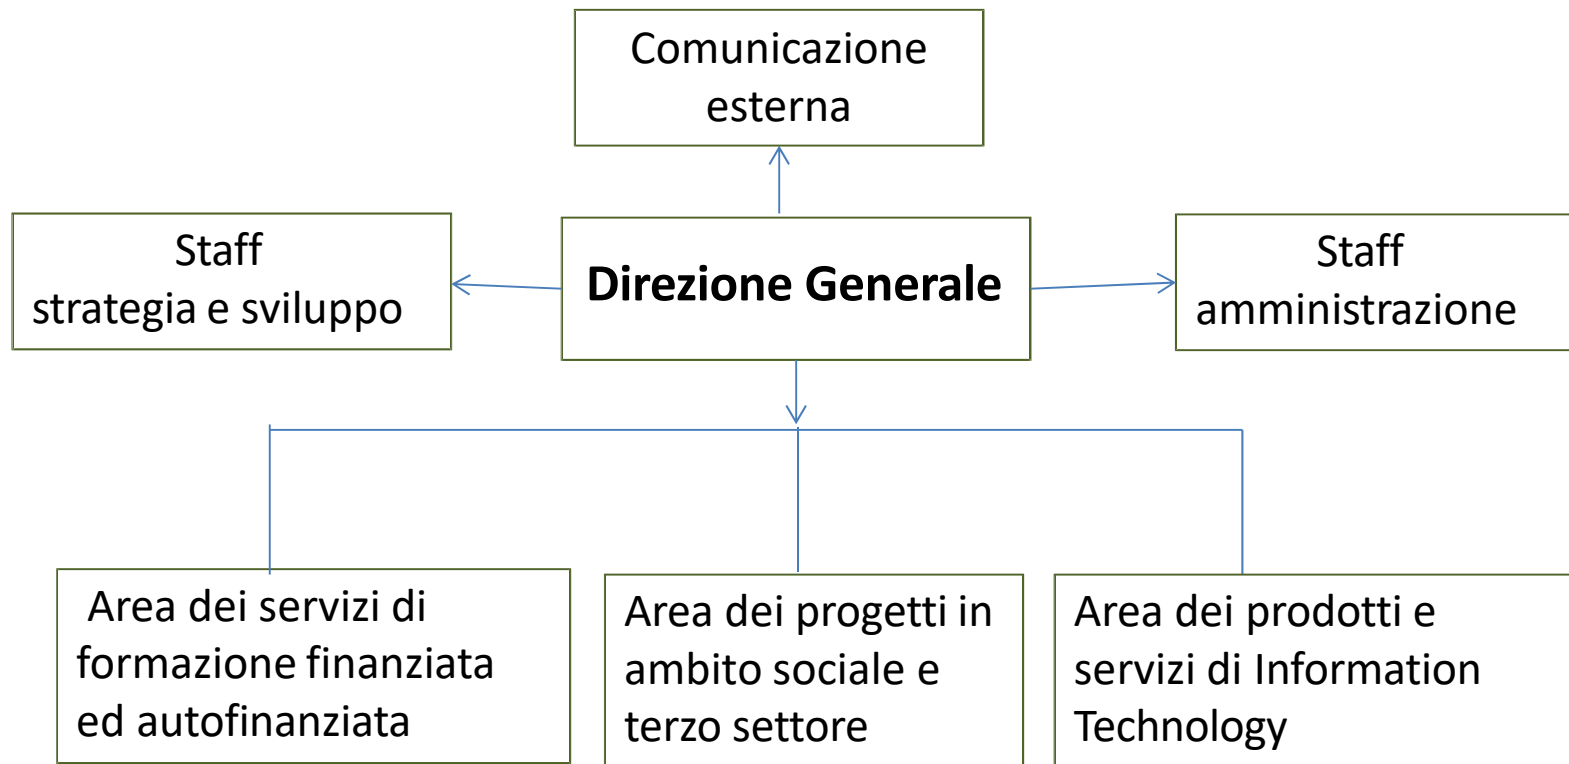 Comunicazione
esterna
Staff
strategia e sviluppo
Direzione Generale
Staff
amministrazione
Area dei servizi di
formazione finanziata
ed autofinanziata
Area dei progetti in
ambito sociale e
terzo settore
Area dei prodotti e
servizi di Information
Technology